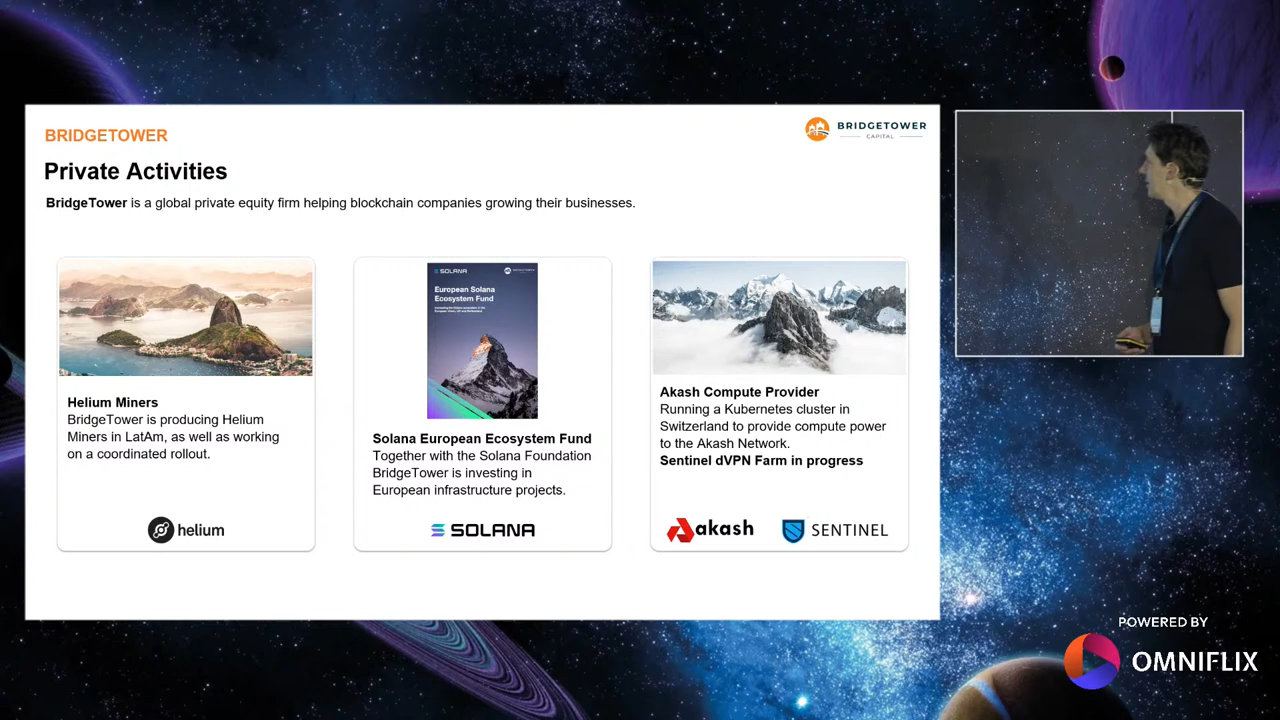 BRIDGETOWER
BRIDGETOWER
CAPITAL
Private Activities
BridgeTower is a global private equity firm helping blockchain companies growing their businesses.
Helium Miners
BridgeTower is producing Helium
Miners in LatAm, as well as working
on a coordinated rollout.
helium
SOLANA
European Solana
Ecosystem Fund
Solana European Ecosystem Fund
Together with the Solana Foundation
BridgeTower is investing in
European infrastructure projects.
SOLANA
Akash Compute Provider
Running a Kubernetes cluster in
Switzerland to provide compute power
to the Akash Network.
Sentinel dVPN Farm in progress
akash
SENTINEL
POWERED BY
OMNIFLIX